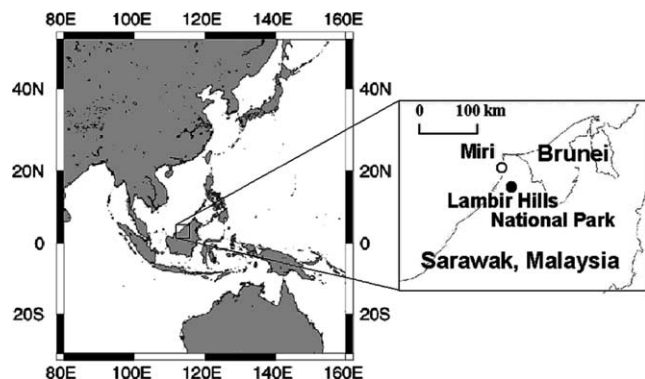 80E 100E 120E 140E 160E
40N 40N
20N 20N
0 0
20S 20S
80E 100E 120E 140E 160E
0 100 km
Miri Brunei
Lambir Hills
National Park
Sarawak, Malaysia